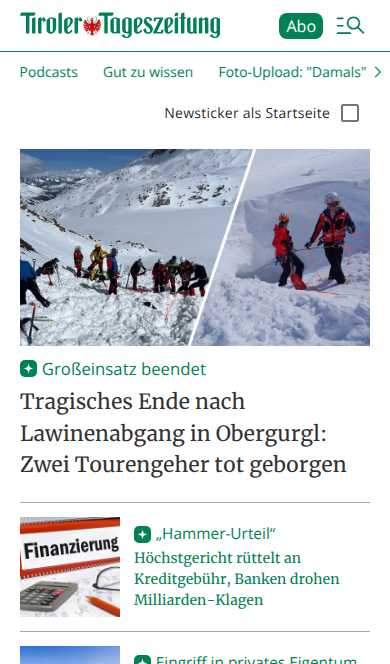 Tiroler Tageszeitung
Abo
Podcasts Gut zu wissen Foto-Upload: "Damals"
Newsticker als Startseite
Großeinsatz beendet
Tragisches Ende nach
Lawinenabgang in Obergurgl:
Zwei Tourengeher tot geborgen
Finanzierung
„Hammer-Urteil“
Höchstgericht rüttelt an
Kreditgebühr, Banken drohen
Milliarden-Klagen
Eingriff in privates Eigentum